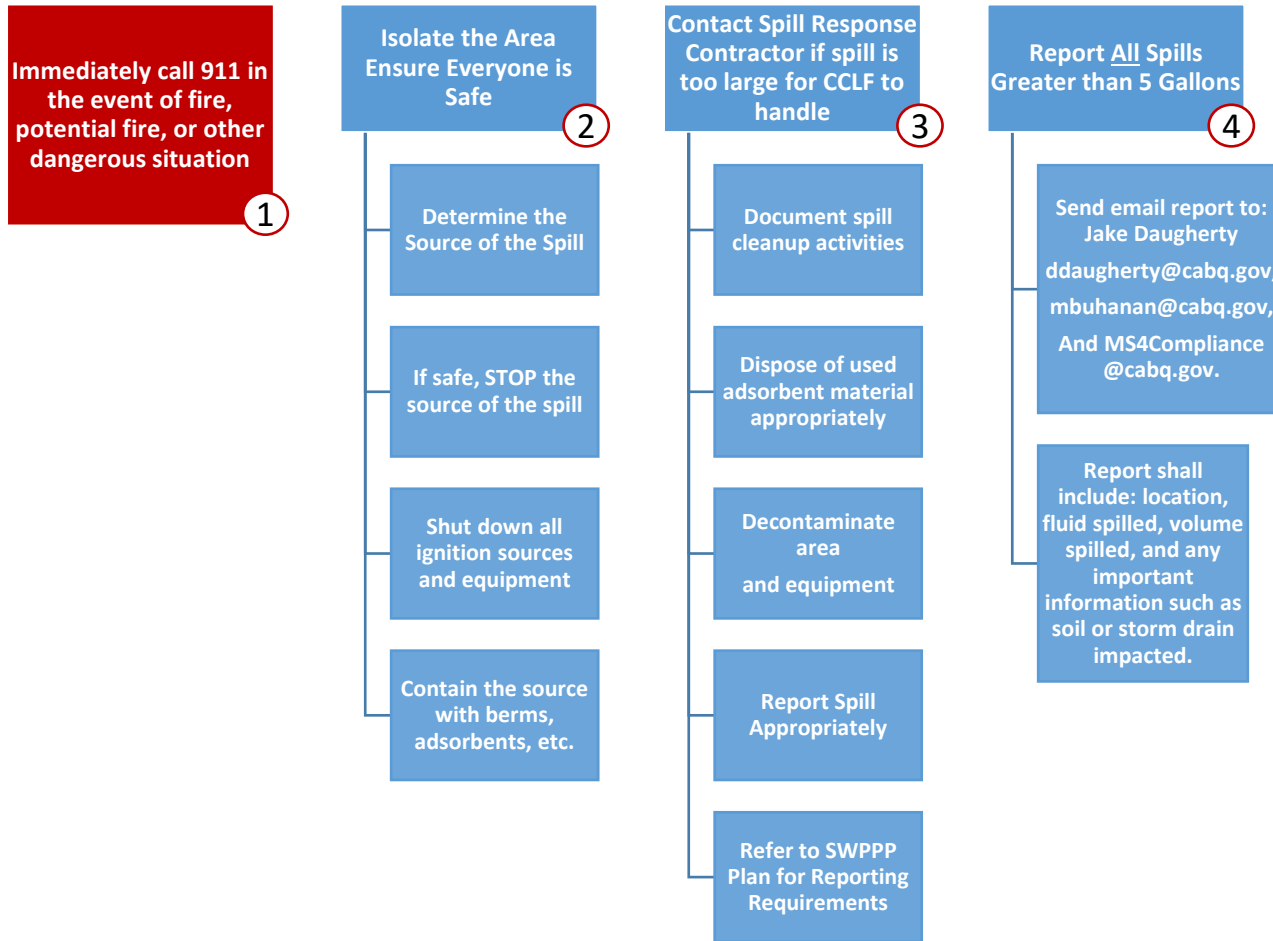 Immediately call 911 in
the event of fire,
potential fire, or other
dangerous situation
1
Isolate the Area
Ensure Everyone is
Safe
2
Determine the
Source of the Spill
If safe, STOP the
source of the spill
Shut down all
ignition sources
and equipment
Contain the source
with berms,
adsorbents, etc.
Contact Spill Response
Contractor if spill is
too large for CCLF to
handle
3
Document spill
cleanup activities
Dispose of used
adsorbent material
appropriately
Decontaminate
area
and equipment
Report Spill
Appropriately
Refer to SWPPP
Plan for Reporting
Requirements
Report All Spills
Greater than 5 Gallons
4
Send email report to:
Jake Daugherty
ddaugherty@cabq.gov,
mbuhanan@cabq.gov,
And MS4Compliance
@cabq.gov.
Report shall
include: location,
fluid spilled, volume
spilled, and any
important
information such as
soil or storm drain
impacted.